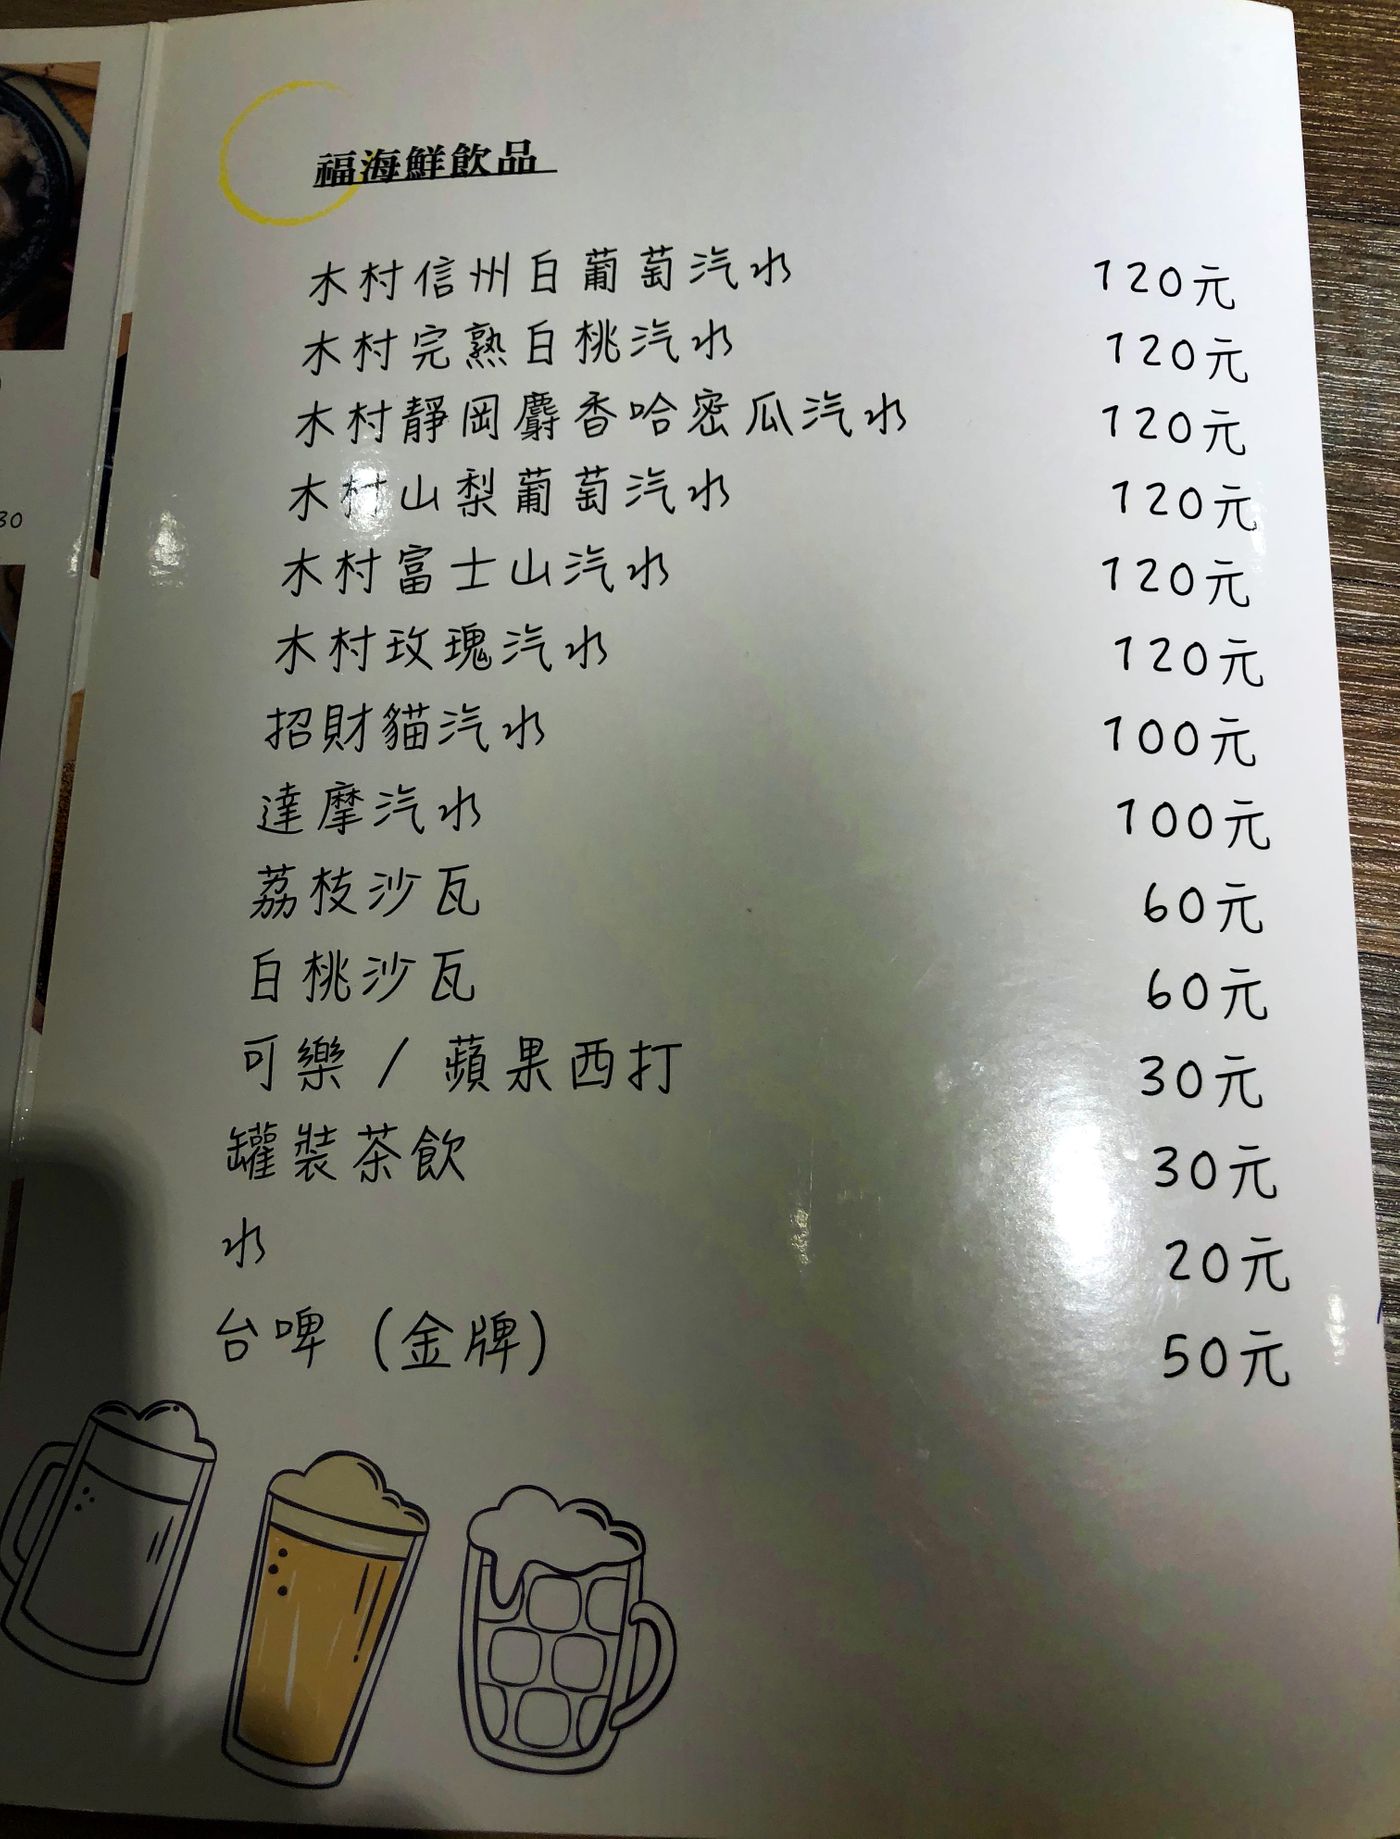 福海鮮飲品
木村信州白葡萄汽水 120元
木村完熟白桃汽水 120元
木村靜岡麝香哈密瓜汽水 120元
木村山梨葡萄汽水 120元
木村富士山汽水 120元
木村玫瑰汽水 120元
招財貓汽水 100元
達摩汽水 100元
荔枝沙瓦 60元
白桃沙瓦 60元
可樂 / 蘋果西打 30元
罐裝茶飲 30元
水 20元
台啤 (金牌) 50元